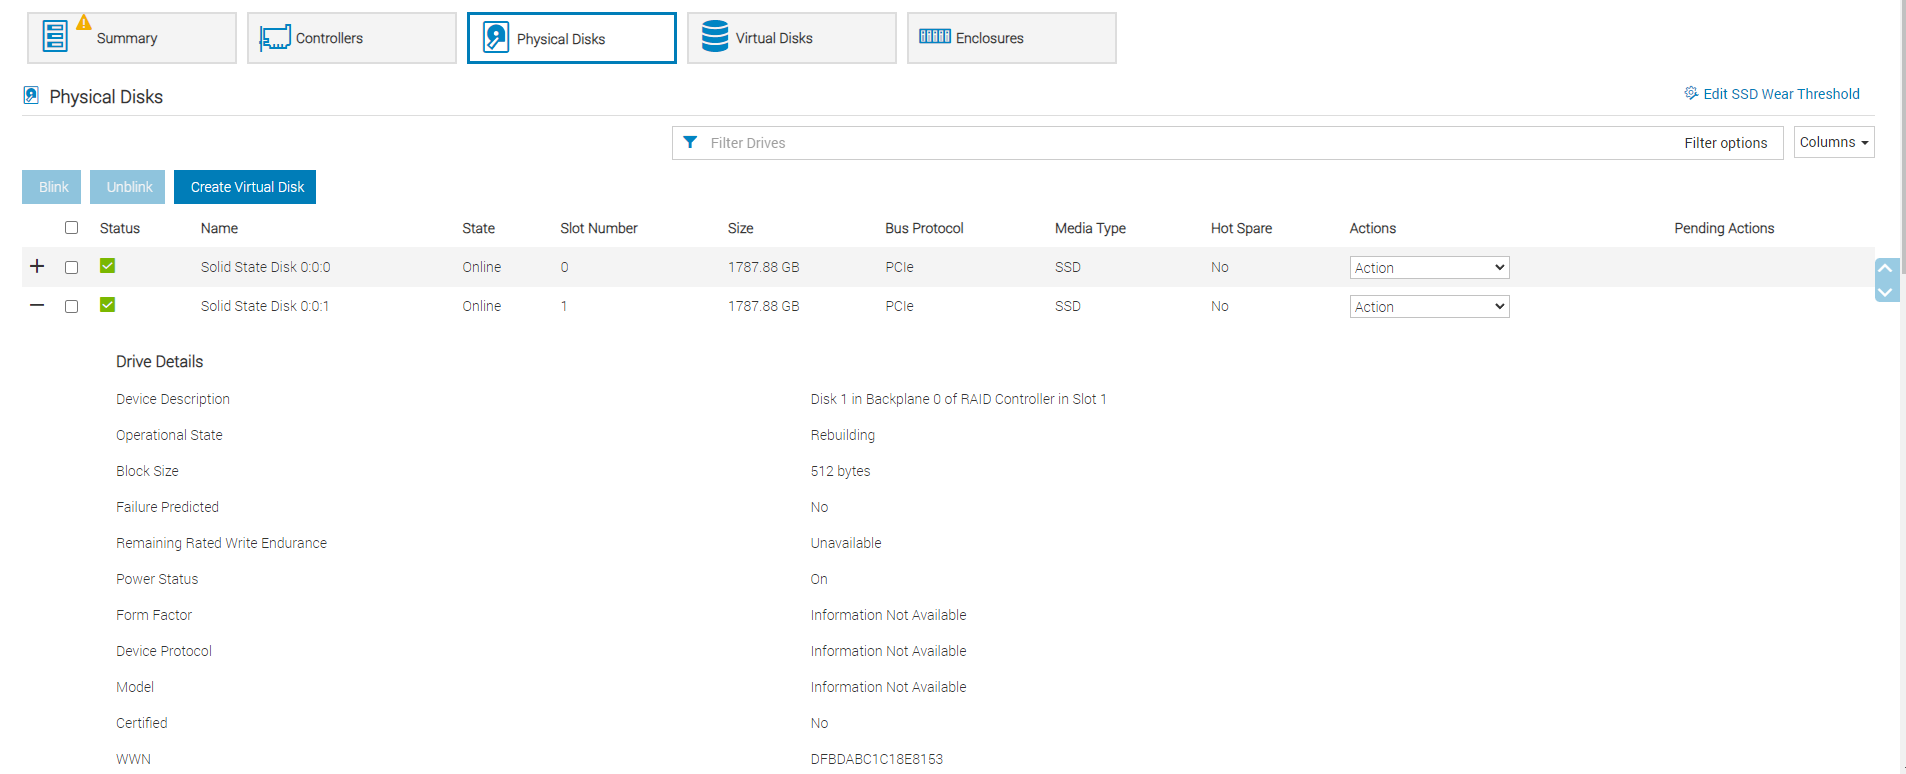 Summary
Controllers
Physical Disks
Virtual Disks
Enclosures
Physical Disks
Edit SSD Wear Threshold
Filter Drives
Filter options
Columns
Blink
Unblink
Create Virtual Disk
Status Name State Slot Number Size Bus Protocol Media Type Hot Spare Actions Pending Actions
Solid State Disk 0:0:0 Online 0 1787.88 GB PCIe SSD No Action
Solid State Disk 0:0:1 Online 1 1787.88 GB PCIe SSD No Action
Drive Details
Device Description Disk 1 in Backplane 0 of RAID Controller in Slot 1
Operational State Rebuilding
Block Size 512 bytes
Failure Predicted No
Remaining Rated Write Endurance Unavailable
Power Status On
Form Factor Information Not Available
Device Protocol Information Not Available
Model Information Not Available
Certified No
WWN DFBDABC1C18E8153